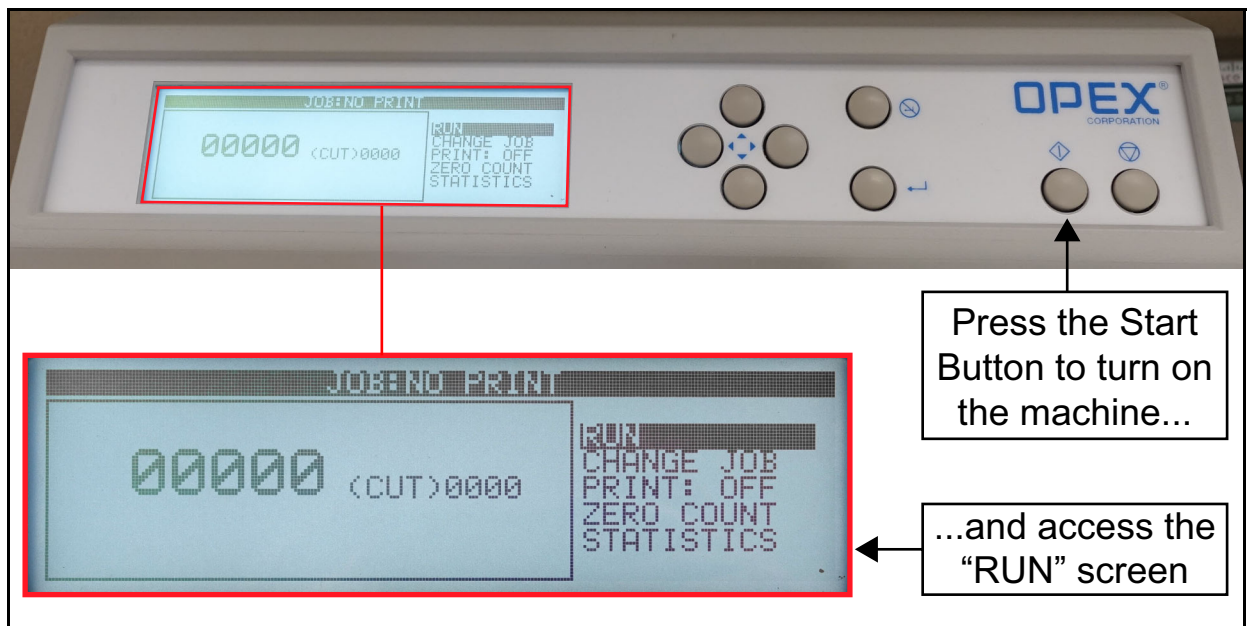 JOB:NO PRINT
00000 (CUT)0000
RUN
CHANGE JOB
PRINT: OFF
ZERO COUNT
STATISTICS
OPEX®
CORPORATION
Press the Start
Button to turn on
the machine...
JOB:NO PRINT
00000 (CUT)0000
RUN
CHANGE JOB
PRINT: OFF
ZERO COUNT
STATISTICS
...and access the
“RUN” screen